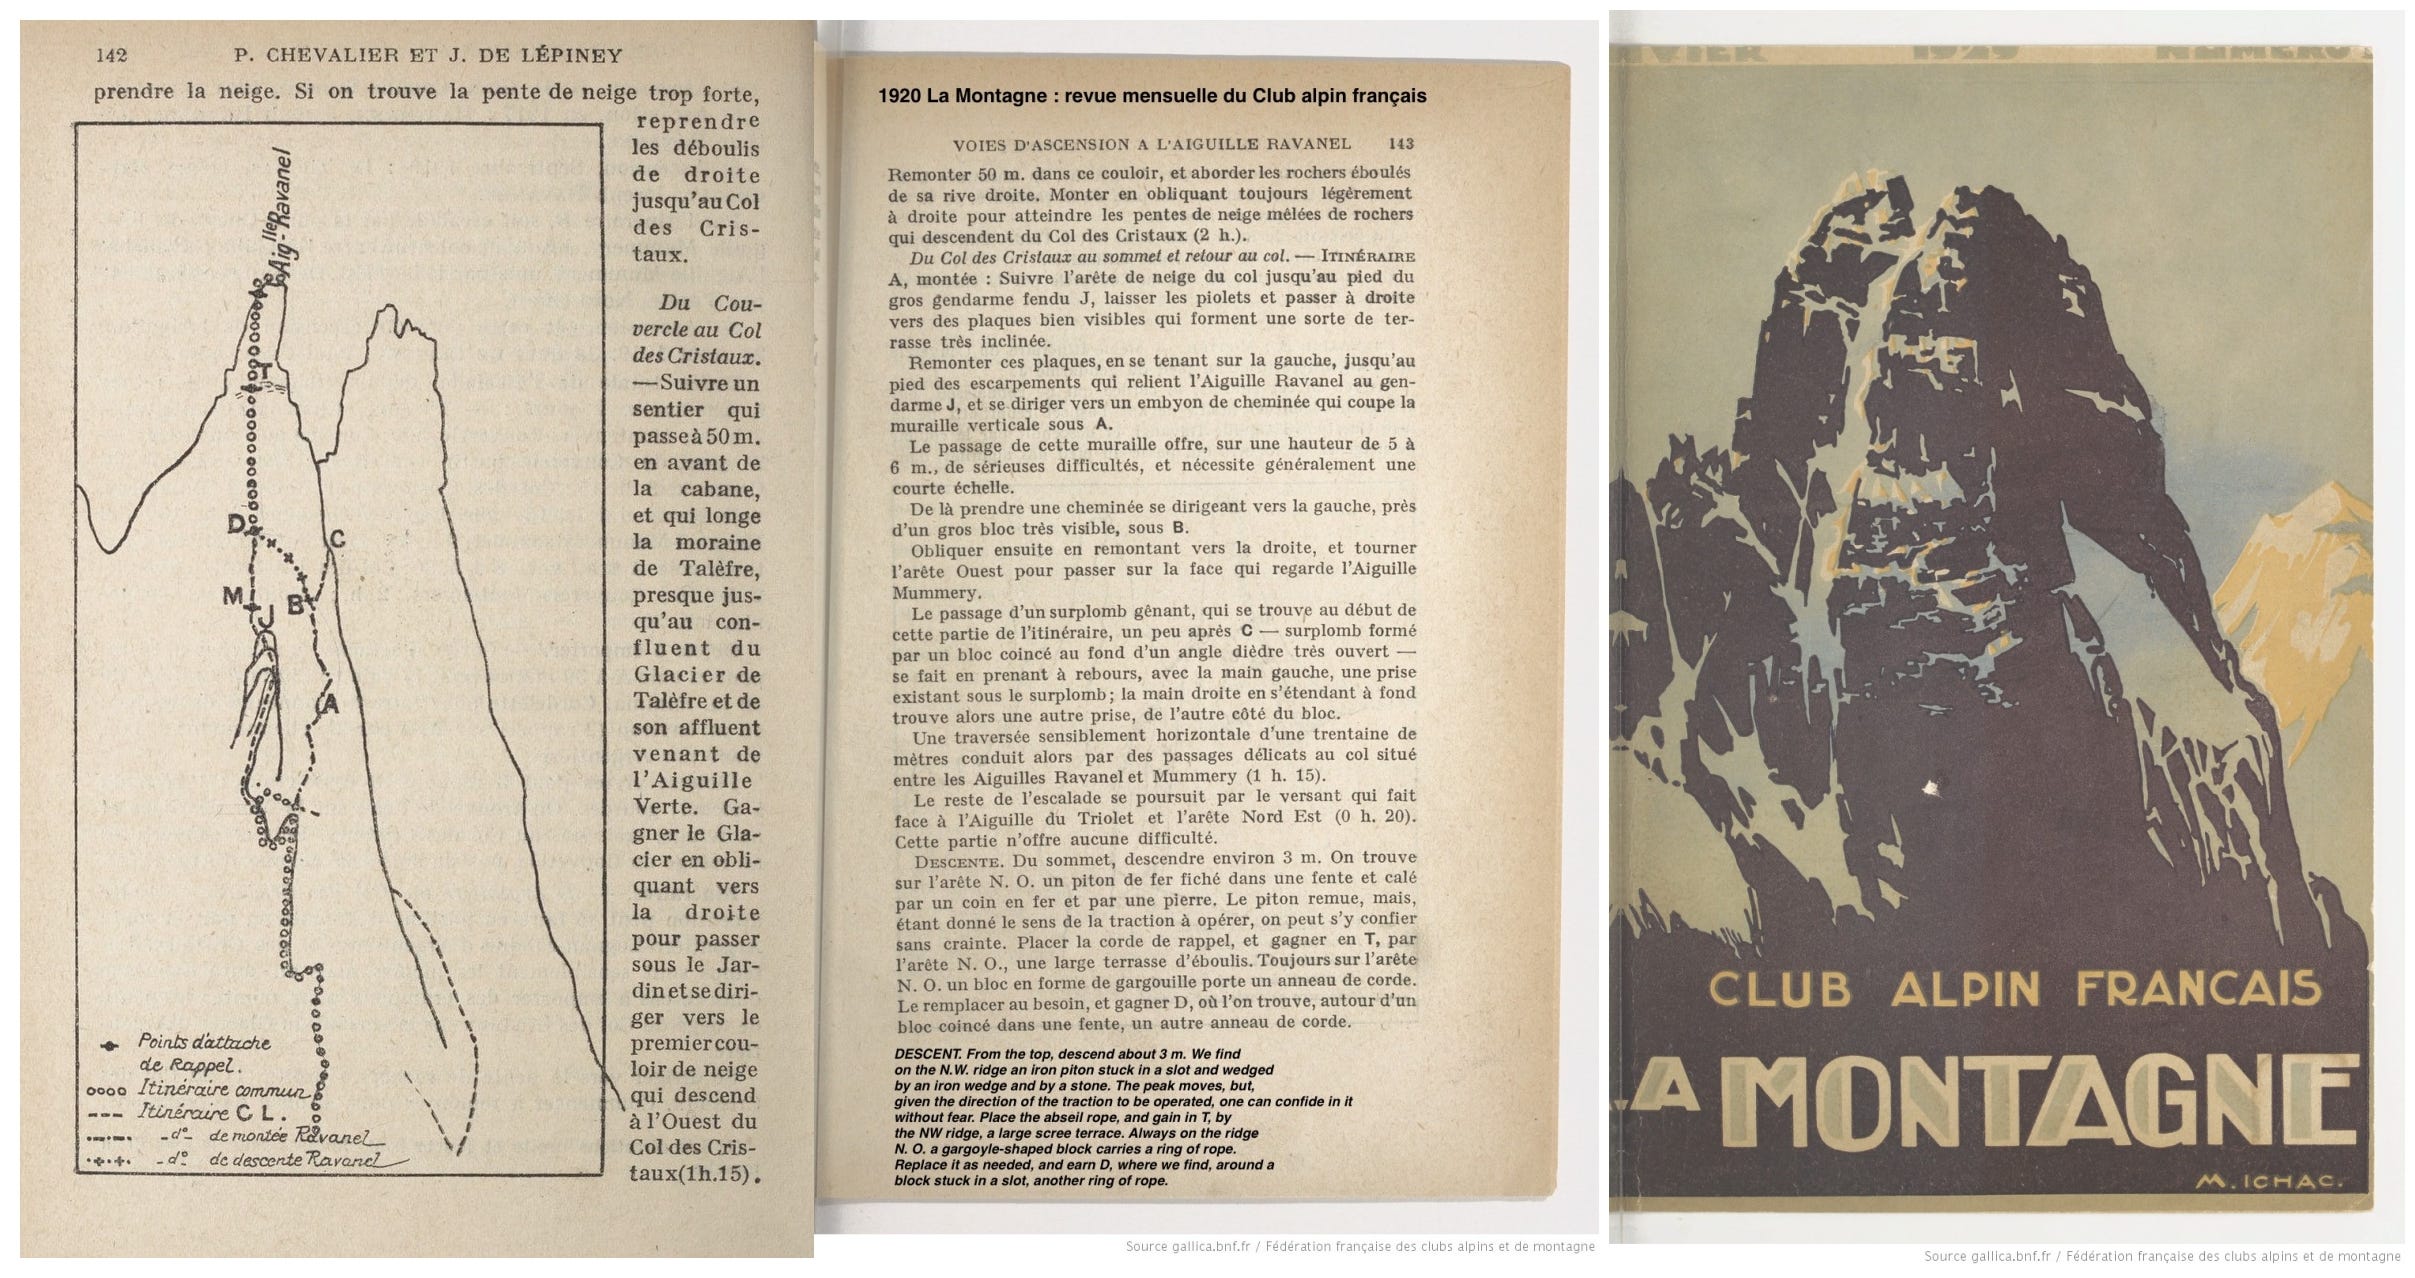 142 P. CHEVALIER ET J. DE LÉPINEY
prendre la neige. Si on trouve la pente de neige trop forte,
reprendre
les déboulis
de droite
jusqu'au Col
des Cris-
taux.
Du Cou-
vercle au Col
des Cristaux.
—Suivre un
sentier qui
passe à 50 m.
en avant de
la cabane,
et qui longe
la moraine
de Talèfre,
presque jus-
qu'au con-
fluent du
Glacier de
Talèfre et de
son affluent
venant de
l'Aiguille
Verte. Ga-
gner le Gla-
cier en obli-
quant vers
la droite
pour passer
sous le Jar-
din et se diri-
ger vers le
premier cou-
loir de neige
qui descend
à l'Ouest du
Col des Cris-
taux (1h.15).
Aig-lle Ravanel
T
D
C
M
B
J
A
Points d'attache
de Rappel.
Itinéraire commun
Itinéraire C L.
-d°- de montée Ravanel
-d° de descente Ravanel
1920 La Montagne : revue mensuelle du Club alpin français
VOIES D'ASCENSION A L'AIGUILLE RAVANEL 143
Remonter 50 m. dans ce couloir, et aborder les rochers éboulés
de sa rive droite. Monter en obliquant toujours légèrement
à droite pour atteindre les pentes de neige mêlées de rochers
qui descendent du Col des Cristaux (2 h.).
Du Col des Cristaux au sommet et retour au col. — ITINÉRAIRE
A, montée : Suivre l'arête de neige du col jusqu'au pied du
gros gendarme fendu J, laisser les piolets et passer à droite
vers des plaques bien visibles qui forment une sorte de ter-
rasse très inclinée.
Remonter ces plaques, en se tenant sur la gauche, jusqu'au
pied des escarpements qui relient l'Aiguille Ravanel au gen-
darme J, et se diriger vers un embyon de cheminée qui coupe la
muraille verticale sous A.
Le passage de cette muraille offre, sur une hauteur de 5 à
6 m., de sérieuses difficultés, et nécessite généralement une
courte échelle.
De là prendre une cheminée se dirigeant vers la gauche, près
d'un gros bloc très visible, sous B.
Obliquer ensuite en remontant vers la droite, et tourner
l'arête Ouest pour passer sur la face qui regarde l'Aiguille
Mummery.
Le passage d'un surplomb gênant, qui se trouve au début de
cette partie de l'itinéraire, un peu après C — surplomb formé
par un bloc coincé au fond d'un angle dièdre très ouvert —
se fait en prenant à rebours, avec la main gauche, une prise
existant sous le surplomb; la main droite en s'étendant à fond
trouve alors une autre prise, de l'autre côté du bloc.
Une traversée sensiblement horizontale d'une trentaine de
mètres conduit alors par des passages délicats au col situé
entre les Aiguilles Ravanel et Mummery (1 h. 15).
Le reste de l'escalade se poursuit par le versant qui fait
face à l'Aiguille du Triolet et l'arête Nord Est (0 h. 20).
Cette partie n'offre aucune difficulté.
DESCENTE. Du sommet, descendre environ 3 m. On trouve
sur l'arête N. O. un piton de fer fiché dans une fente et calé
par un coin en fer et par une pierre. Le piton remue, mais,
étant donné le sens de la traction à opérer, on peut s'y confier
sans crainte. Placer la corde de rappel, et gagner en T, par
l'arête N. O., une large terrasse d'éboulis. Toujours sur l'arête
N. O. un bloc en forme de gargouille porte un anneau de corde.
Le remplacer au besoin, et gagner D, où l'on trouve, autour d'un
bloc coincé dans une fente, un autre anneau de corde.
DESCENT. From the top, descend about 3 m. We find
on the N.W. ridge an iron piton stuck in a slot and wedged
by an iron wedge and by a stone. The peak moves, but,
given the direction of the traction to be operated, one can confide in it
without fear. Place the abseil rope, and gain in T, by
the NW ridge, a large scree terrace. Always on the ridge
N. O. a gargoyle-shaped block carries a ring of rope.
Replace it as needed, and earn D, where we find, around a
block stuck in a slot, another ring of rope.
Source gallica.bnf.fr / Fédération française des clubs alpins et de montagne
CLUB ALPIN FRANCAIS
LA MONTAGNE
M. ICHAC.
Source gallica.bnf.fr / Fédération française des clubs alpins et de montagne